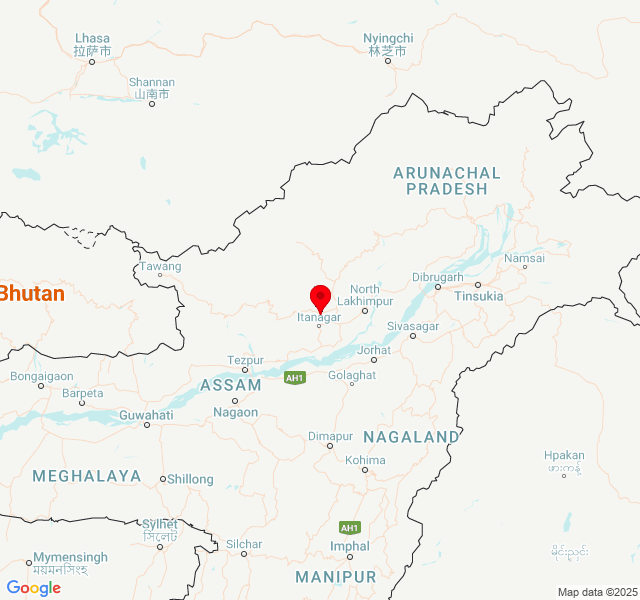 Lhasa
拉萨市
Nyingchi
林芝市
Shannan
山南市
ARUNACHAL
PRADESH
Tawang
Namsai
Dibrugarh
Tinsukia
Bhutan
North
Lakhimpur
Itanagar
Sivasagar
Jorhat
Tezpur
Golaghat
AH1
Bongaigaon
ASSAM
Barpeta
Nagaon
Guwahati
Dimapur
NAGALAND
Kohima
Hpakan
ဖားကန့်
MEGHALAYA
Shillong
Sylhet
সিলেট
AH1
Silchar
Imphal
မိုးညှင်း
Mymensingh
ময়মনসিংহ
MANIPUR
Google
Map data ©2025